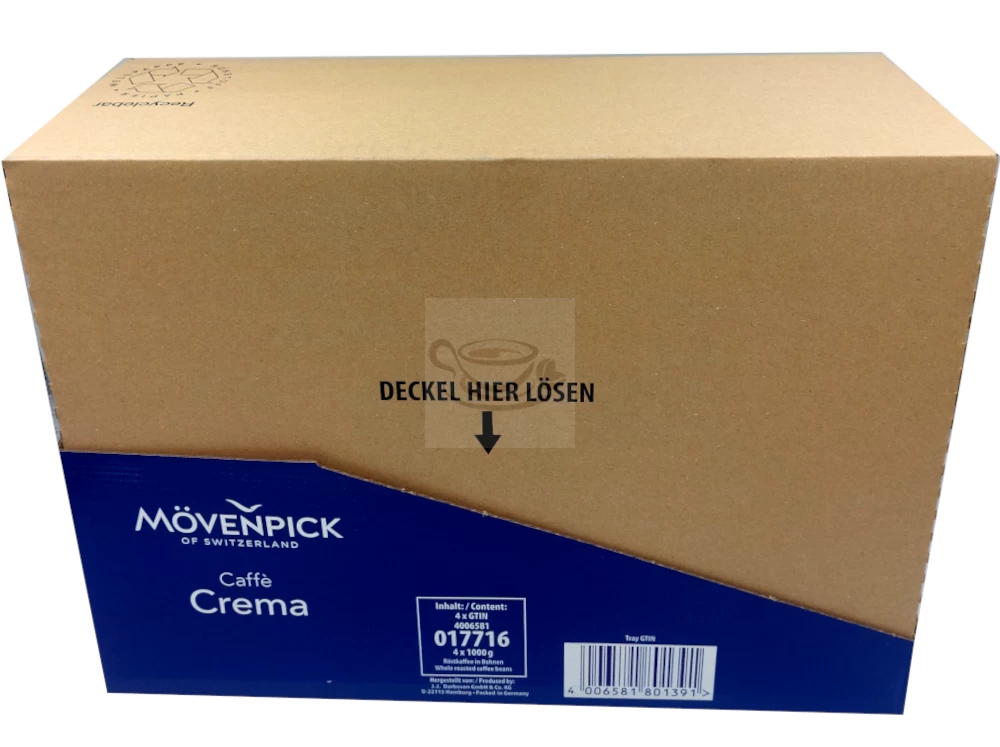 Recyclebar
DECKEL HIER LÖSEN
MÖVENPICK
OF SWITZERLAND
Caffè
Crema
Inhalt: / Content:
4 x GTIN
4006581
017716
4 x 1000 g
Röstkaffee in Bohnen
Whole roasted coffee beans
Hergestellt von: / Produced by:
J.J. Darboven GmbH & Co. KG
D-22113 Hamburg • Packed in Germany
Tray GTIN
4 006581 801391 >